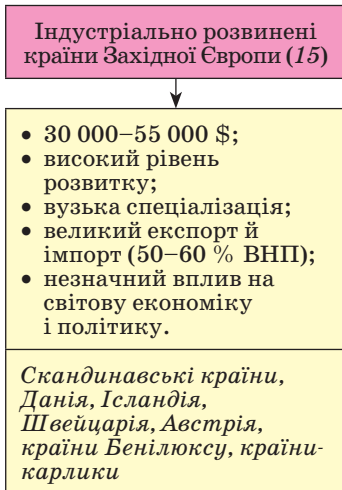 Індустріально розвинені
країни Західної Європи (15)
• 30 000–55 000 $;
• високий рівень
розвитку;
• вузька спеціалізація;
• великий експорт й
імпорт (50–60 % ВНП);
• незначний вплив на
світову економіку
і політику.
Скандинавські країни,
Данія, Ісландія,
Швейцарія, Австрія,
країни Бенілюксу, країни-
карлики